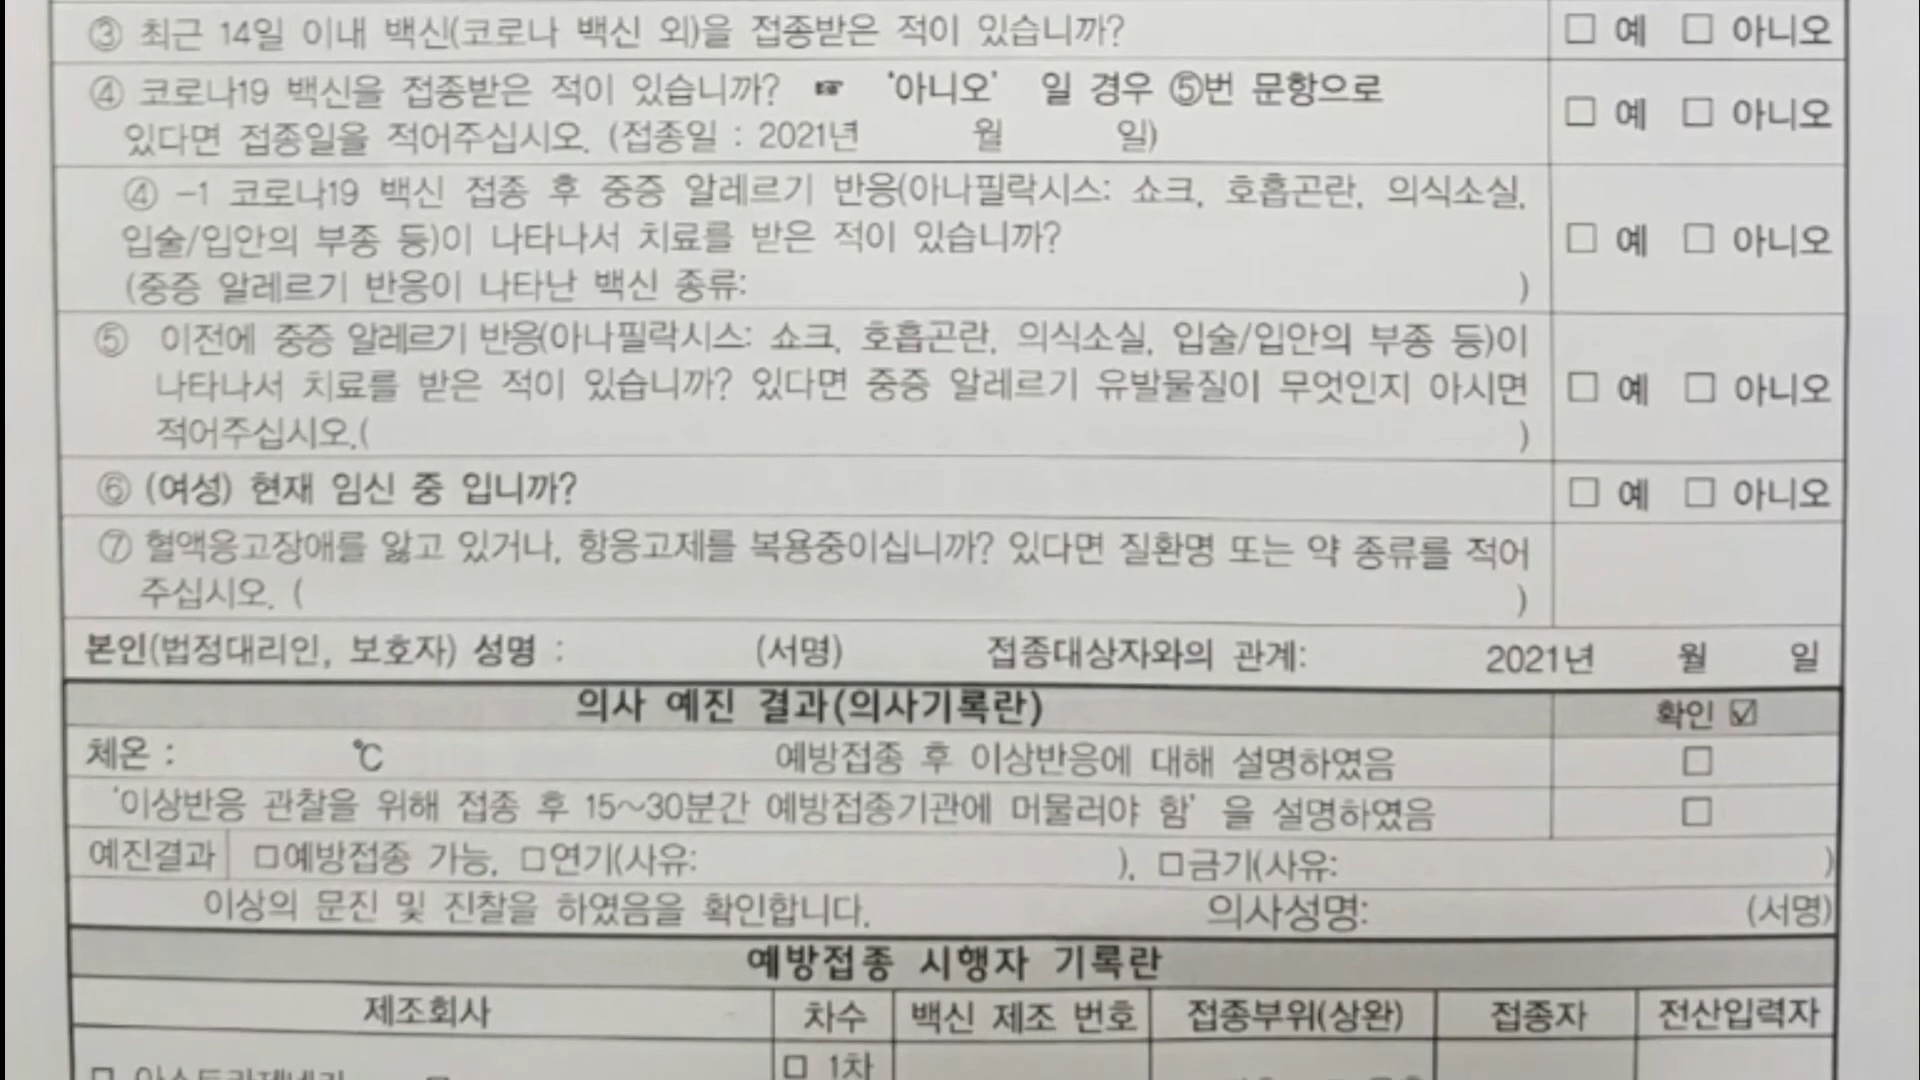 ③ 최근 14일 이내 백신(코로나 백신 외)을 접종받은 적이 있습니까? □ 예 □ 아니오
④ 코로나19 백신을 접종받은 적이 있습니까? ☞ ‘아니오’ 일 경우 ⑤번 문항으로
있다면 접종일을 적어주십시오. (접종일 : 2021년 월 일) □ 예 □ 아니오
④ -1 코로나19 백신 접종 후 중증 알레르기 반응(아나필락시스: 쇼크, 호흡곤란, 의식소실,
입술/입안의 부종 등)이 나타나서 치료를 받은 적이 있습니까? □ 예 □ 아니오
(중증 알레르기 반응이 나타난 백신 종류: )
⑤ 이전에 중증 알레르기 반응(아나필락시스: 쇼크, 호흡곤란, 의식소실, 입술/입안의 부종 등)이
나타나서 치료를 받은 적이 있습니까? 있다면 중증 알레르기 유발물질이 무엇인지 아시면 □ 예 □ 아니오
적어주십시오.( )
⑥ (여성) 현재 임신 중 입니까? □ 예 □ 아니오
⑦ 혈액응고장애를 앓고 있거나, 항응고제를 복용중이십니까? 있다면 질환명 또는 약 종류를 적어
주십시오. ( )
본인(법정대리인, 보호자) 성명 : (서명) 접종대상자와의 관계: 2021년 월 일
의사 예진 결과(의사기록란) 확인 ☑
체온 : ℃ 예방접종 후 이상반응에 대해 설명하였음 □
‘이상반응 관찰을 위해 접종 후 15~30분간 예방접종기관에 머물러야 함’ 을 설명하였음 □
예진결과 □예방접종 가능, □연기(사유: ), □금기(사유: )
이상의 문진 및 진찰을 하였음을 확인합니다. 의사성명: (서명)
예방접종 시행자 기록란
제조회사 차수 백신 제조 번호 접종부위(상완) 접종자 전산입력자
□ 1차